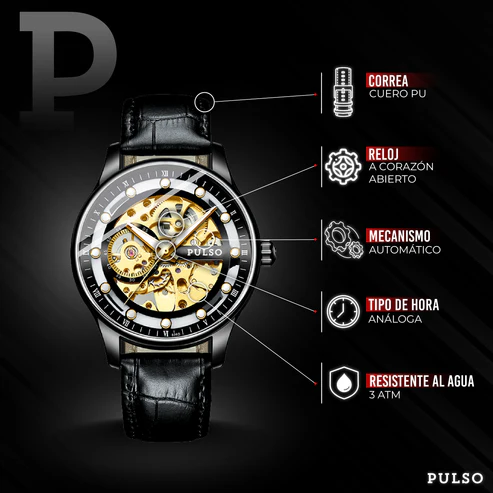 P
CORREA
CUERO PU
RELOJ
A CORAZÓN
ABIERTO
PULSO
MECANISMO
AUTOMÁTICO
TIPO DE HORA
ANÁLOGA
RESISTENTE AL AGUA
3 ATM
PULSO